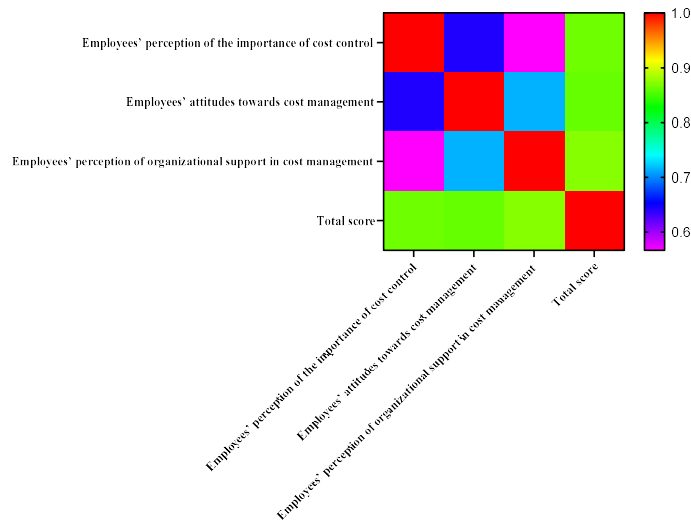 Employees' perception of the importance of cost control
Employees' attitudes towards cost management
Employees' perception of organizational support in cost management
Total score
1.0
0.9
0.8
0.7
0.6
Employees' perception of the importance of cost control
Employees' attitudes towards cost management
Employees' perception of organizational support in cost management
Total score